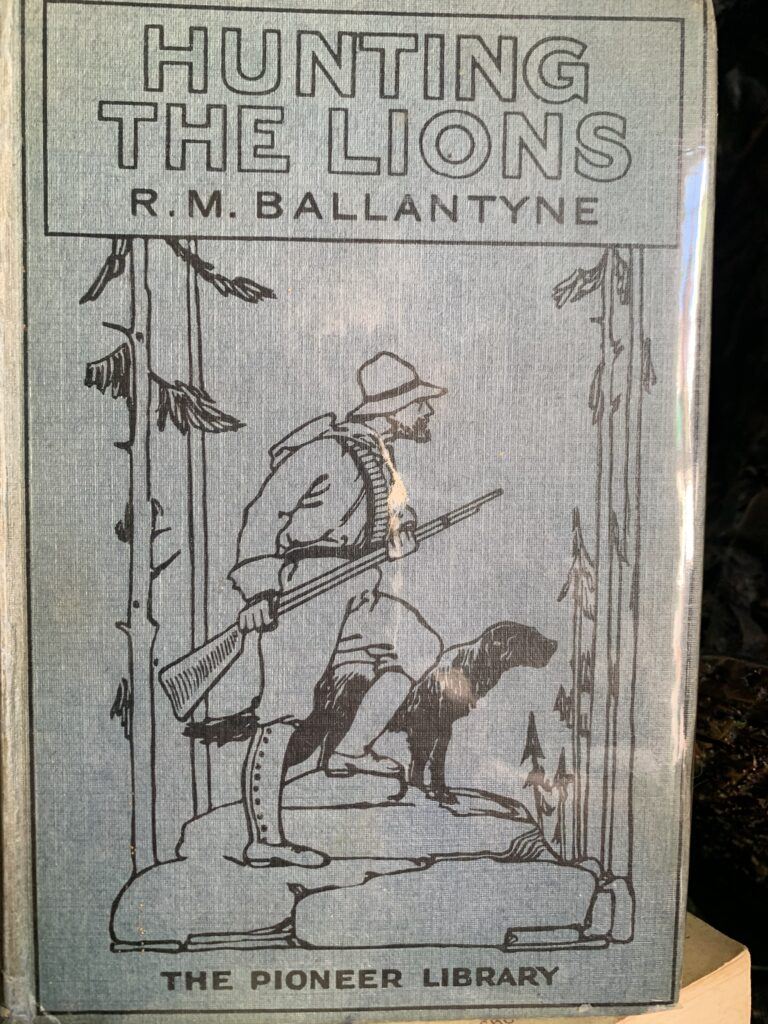 HUNTING
THE LIONS
R.M. BALLANTYNE
THE PIONEER LIBRARY